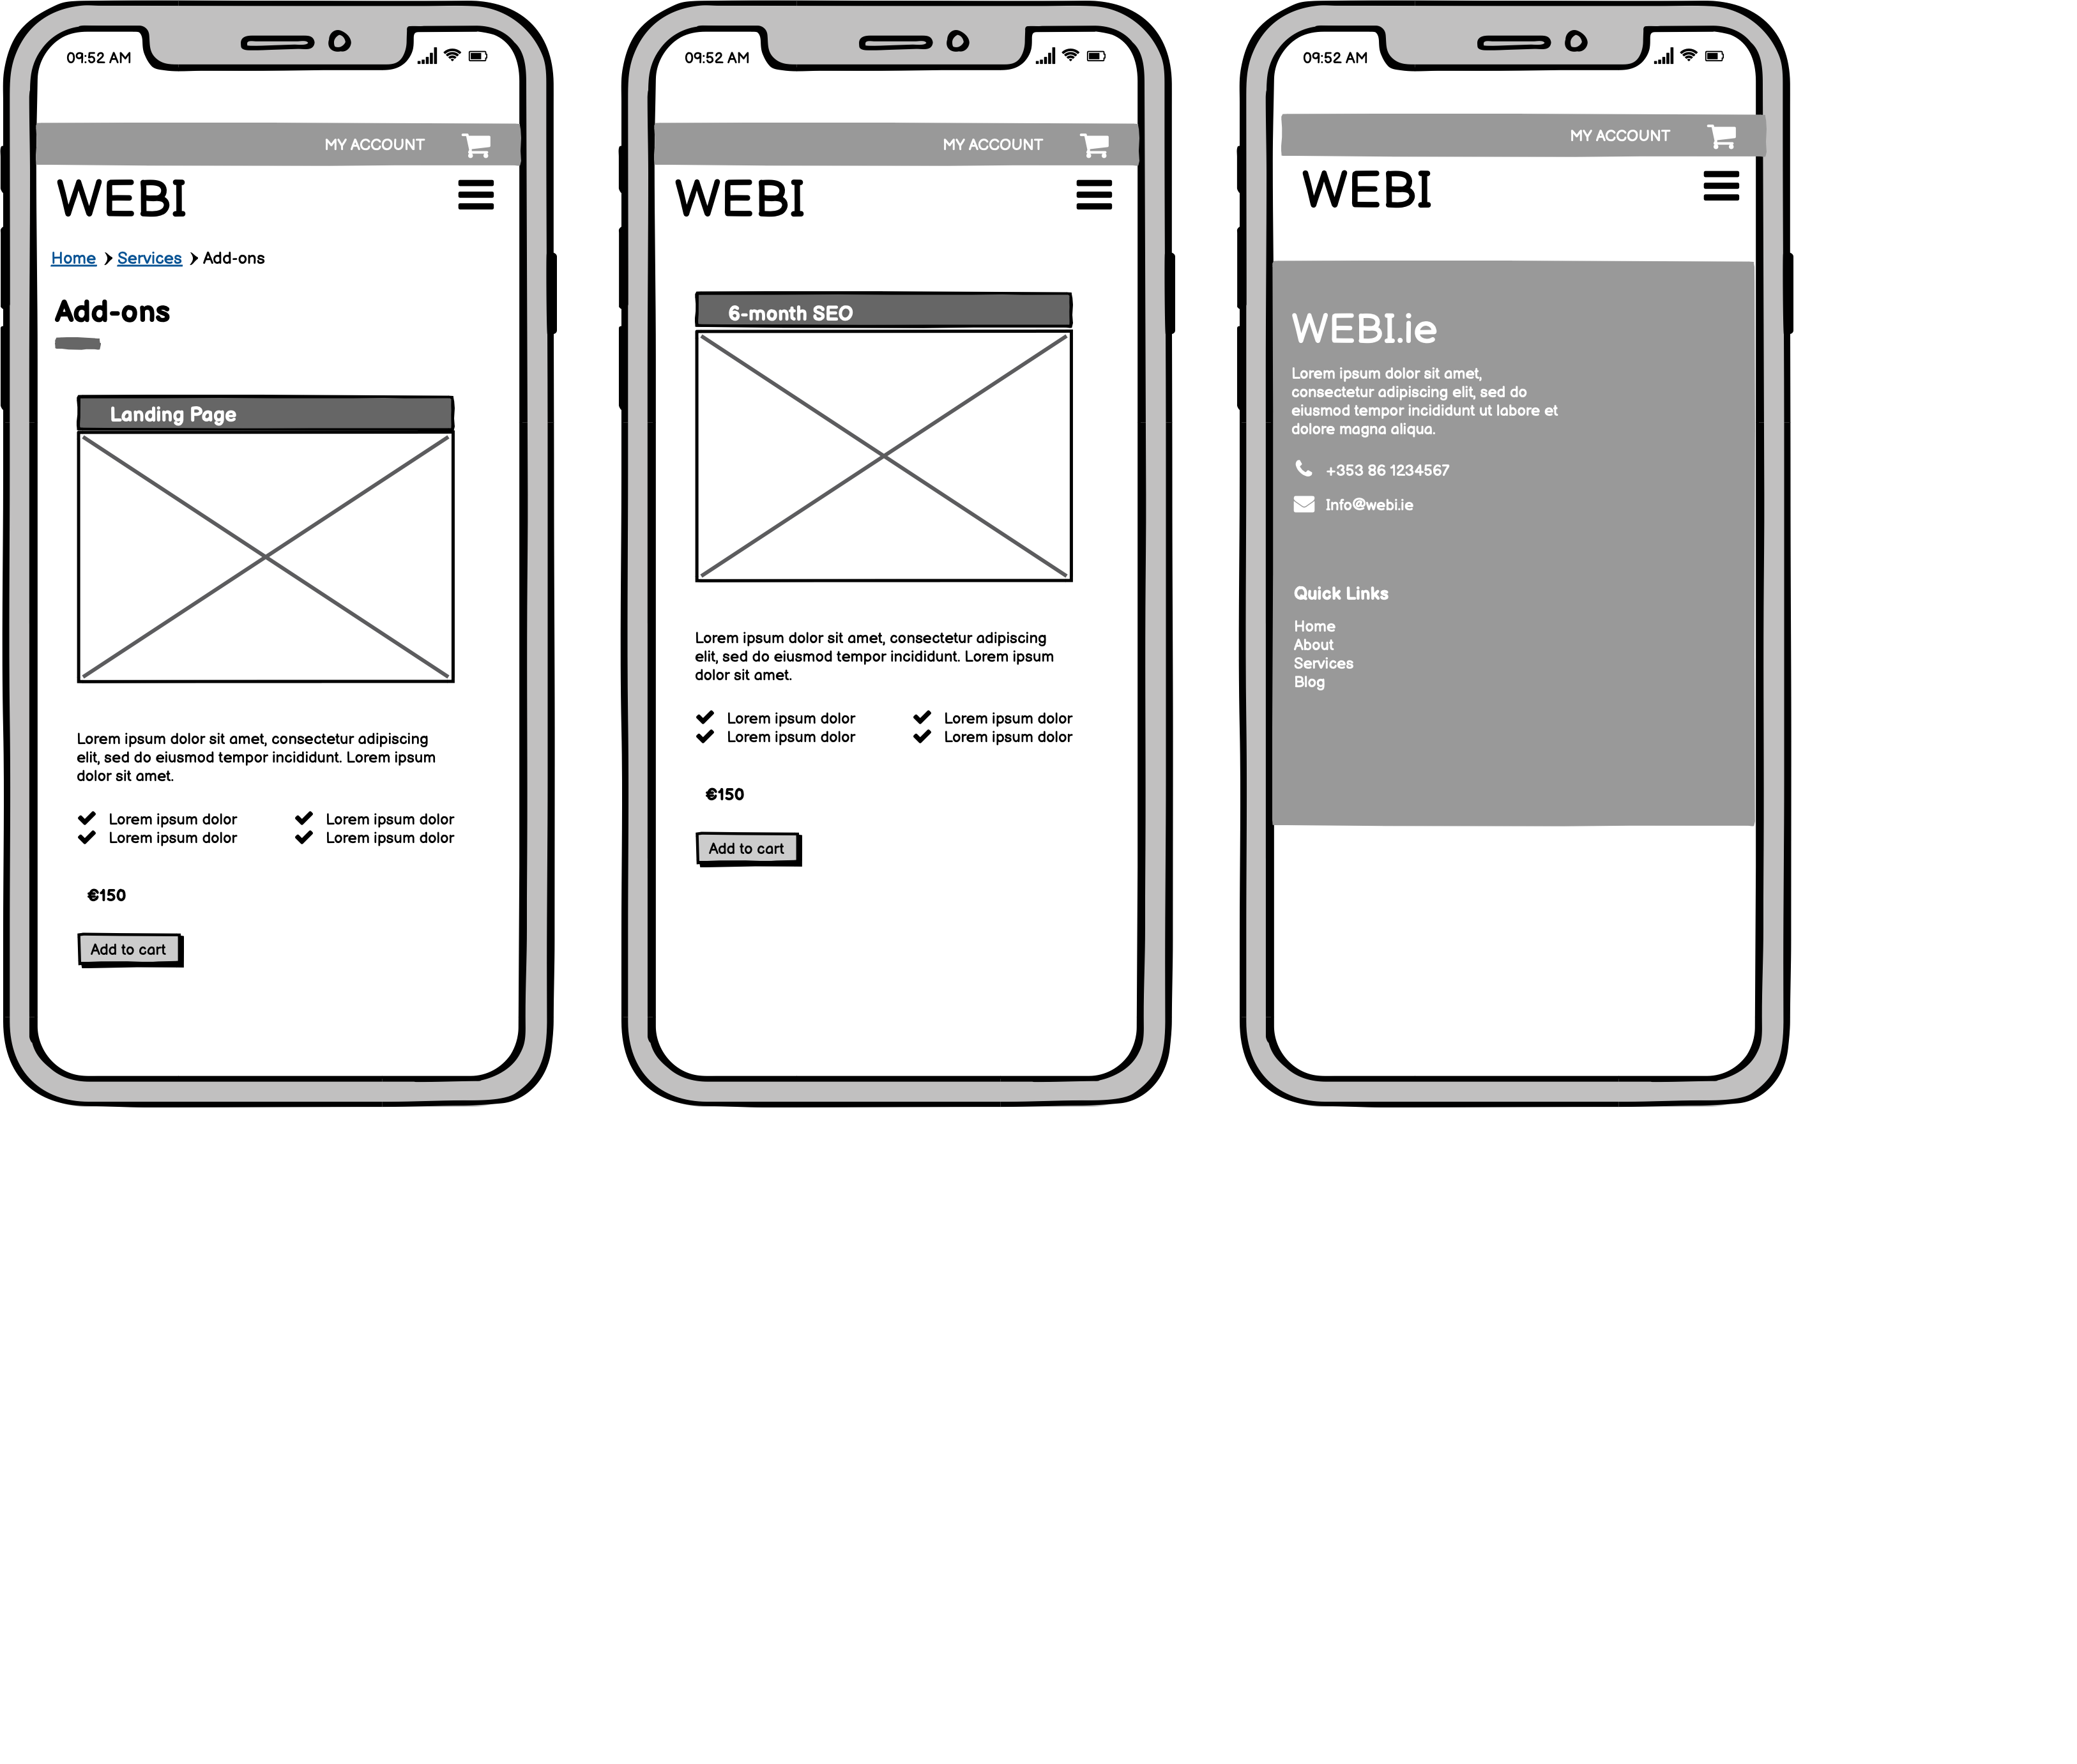 09:52 AM
MY ACCOUNT
WEBI
Home Services Add-ons
Add-ons
Landing Page
Lorem ipsum dolor sit amet, consectetur adipiscing
elit, sed do eiusmod tempor incididunt. Lorem ipsum
dolor sit amet.
Lorem ipsum dolor Lorem ipsum dolor
Lorem ipsum dolor Lorem ipsum dolor
€150
Add to cart
09:52 AM
MY ACCOUNT
WEBI
6-month SEO
Lorem ipsum dolor sit amet, consectetur adipiscing
elit, sed do eiusmod tempor incididunt. Lorem ipsum
dolor sit amet.
Lorem ipsum dolor Lorem ipsum dolor
Lorem ipsum dolor Lorem ipsum dolor
€150
Add to cart
09:52 AM
MY ACCOUNT
WEBI
WEBI.ie
Lorem ipsum dolor sit amet,
consectetur adipiscing elit, sed do
eiusmod tempor incididunt ut labore et
dolore magna aliqua.
+353 86 1234567
Info@webi.ie
Quick Links
Home
About
Services
Blog